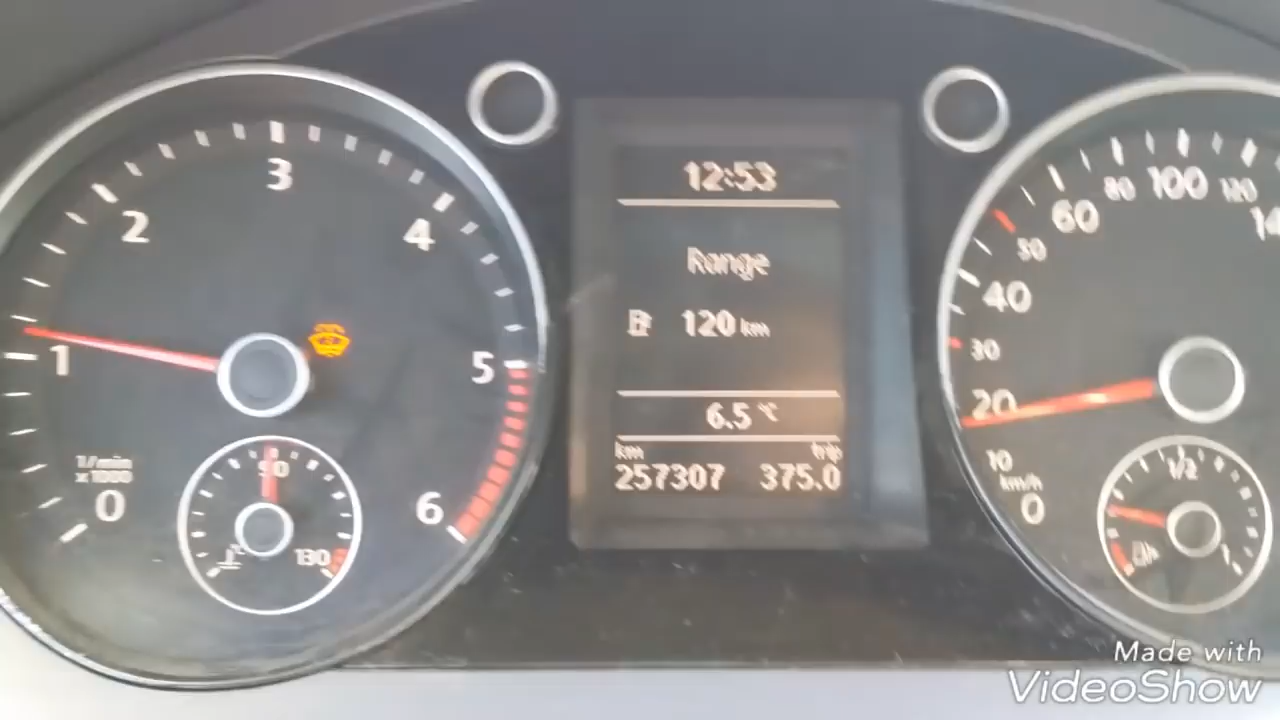 3
2
4
1
5
1/min
x 1000
0
6
90
130
12:53
Range
120 km
6.5 °C
km trip
257307 375.0
100
80
120
60
50
40
30
20
10
km/h
0
1/2
1
Made with
VideoShow